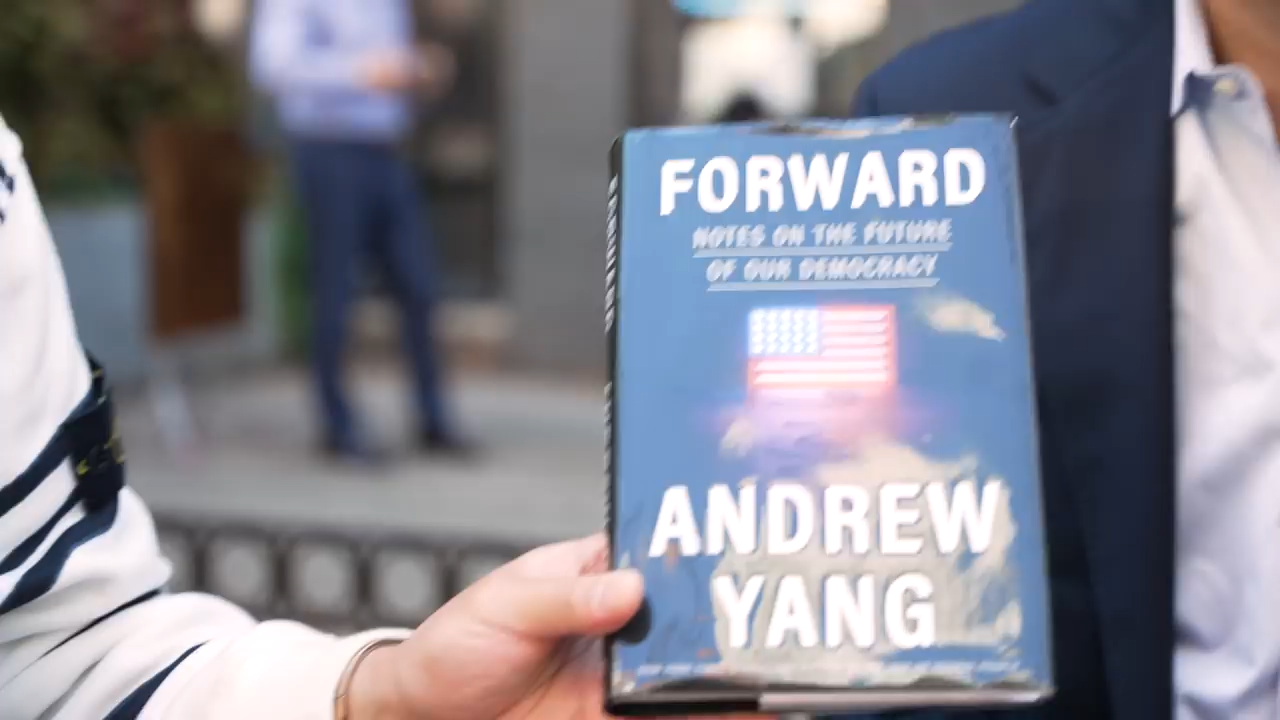 FORWARD
NOTES ON THE FUTURE
OF OUR DEMOCRACY
ANDREW
YANG